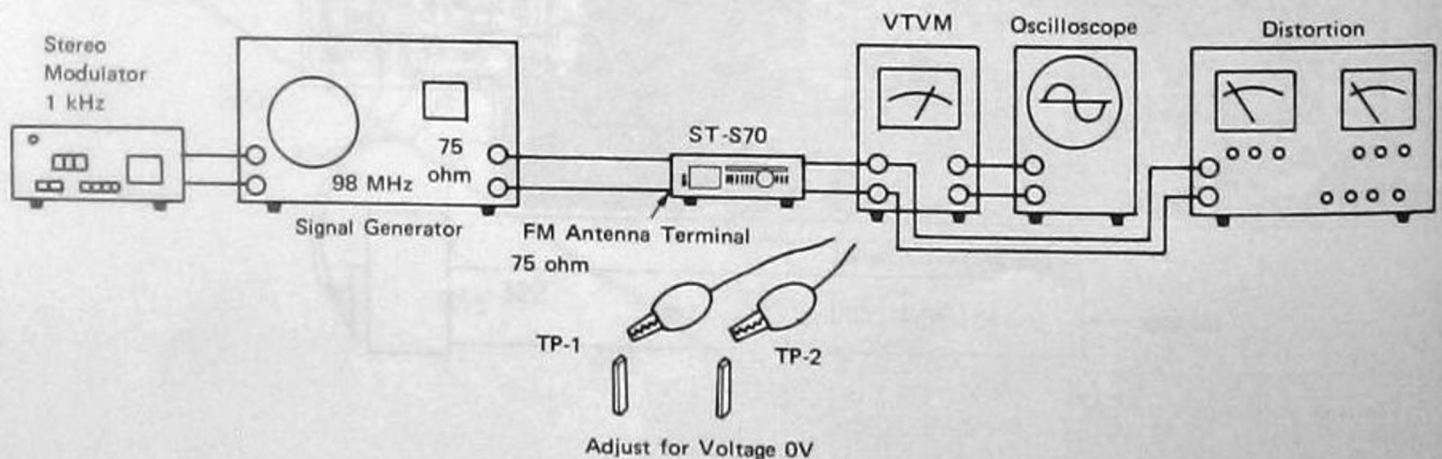 Stereo
Modulator
1 kHz
VTVM
Oscilloscope
Distortion
75
ohm
98 MHz
Signal Generator
ST-S70
FM Antenna Terminal
75 ohm
TP-1
TP-2
Adjust for Voltage 0V